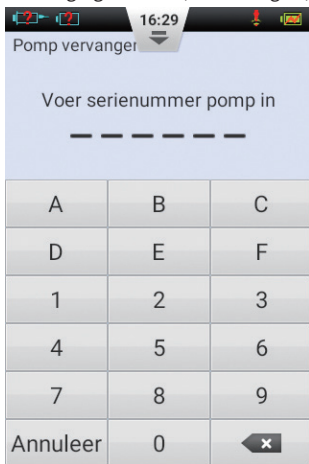 16:29
Pomp vervangen
Voer serienummer pomp in
A B C
D E F
1 2 3
4 5 6
7 8 9
Annuleer 0